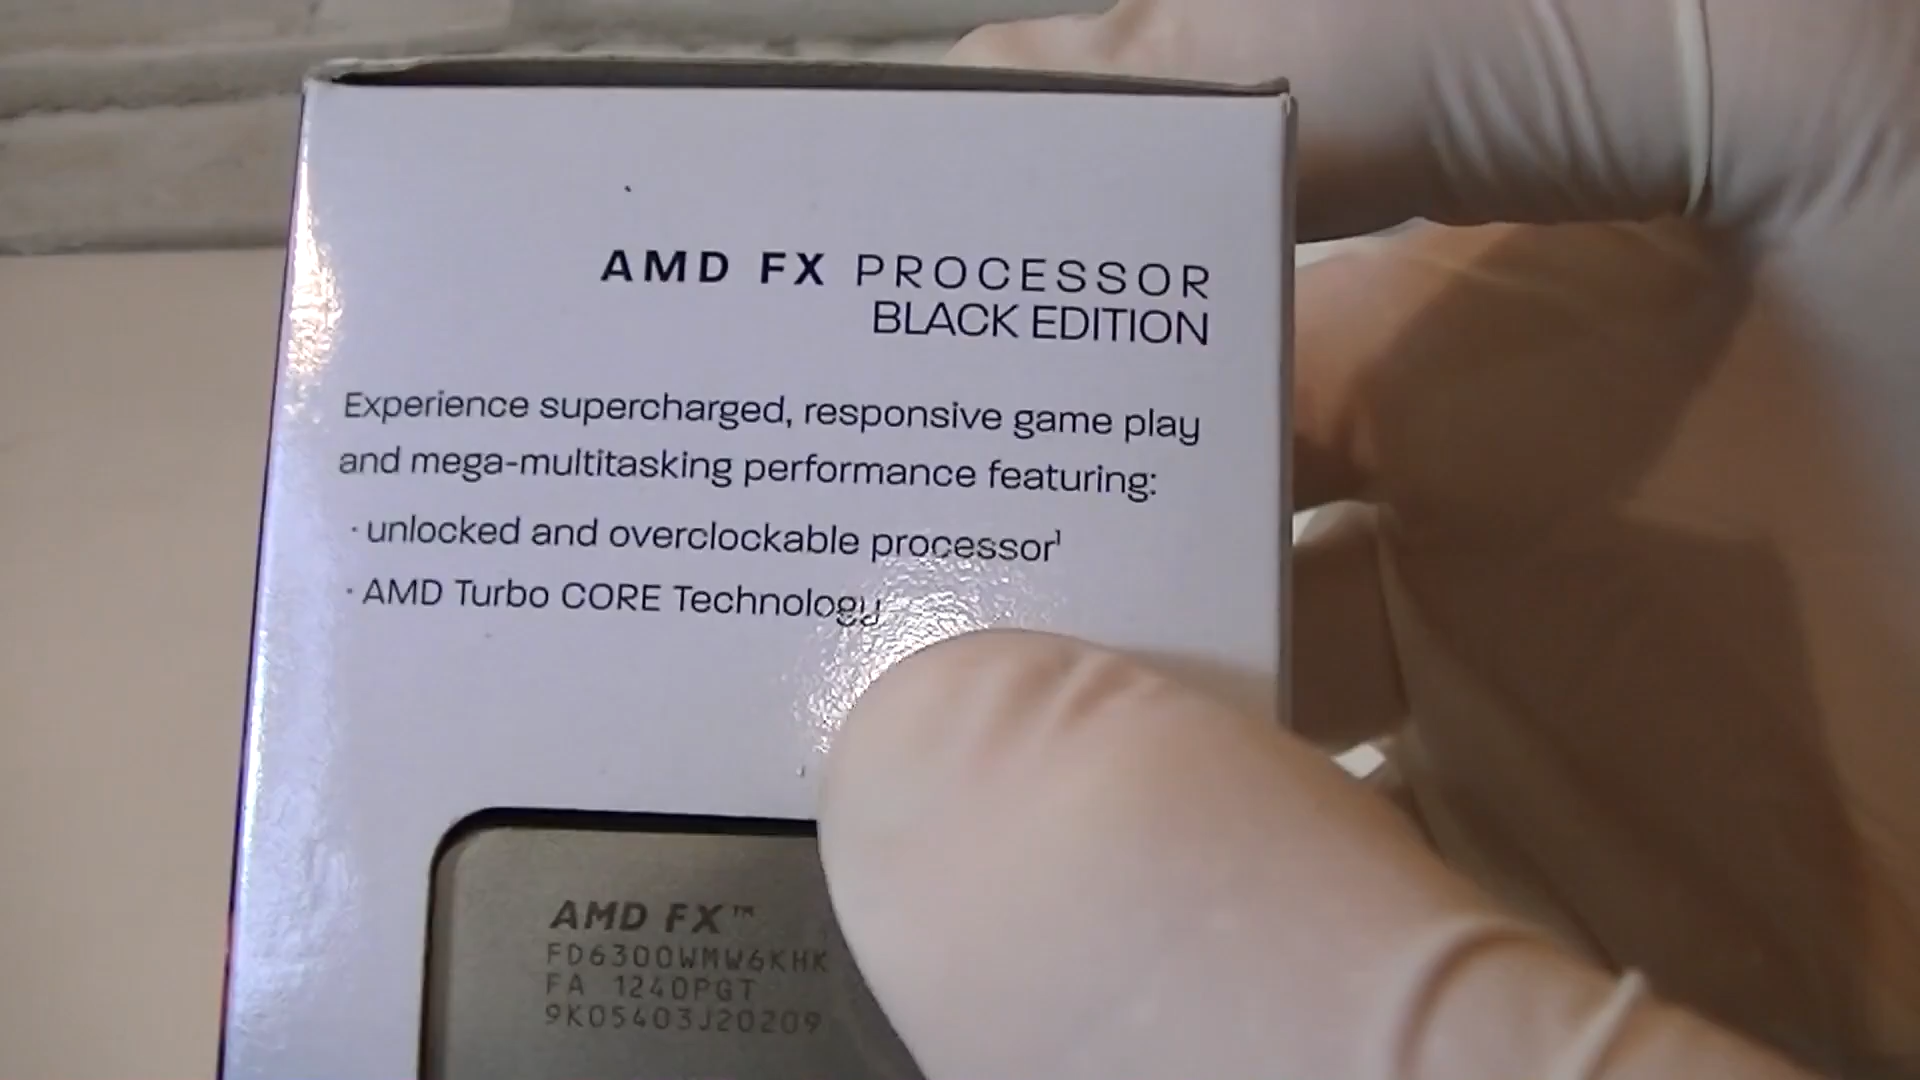 AMD FX PROCESSOR
BLACK EDITION
Experience supercharged, responsive game play
and mega-multitasking performance featuring:
· unlocked and overclockable processor¹
· AMD Turbo CORE Technology
AMD FX™
FD6300WMW6KHK
FA 1240PGT
9K05403J20209